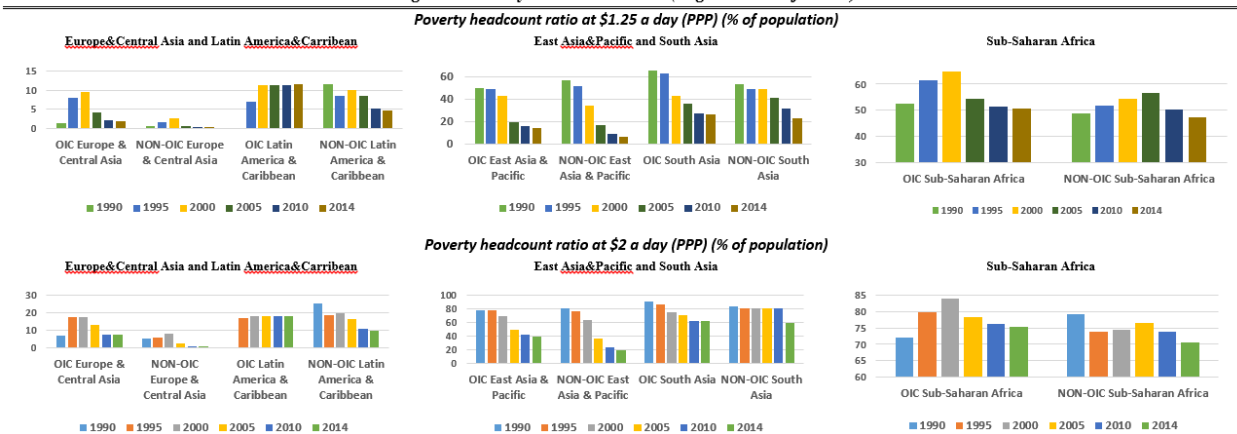 Poverty headcount ratio at $1.25 a day (PPP) (% of population)
Europe&Central Asia and Latin America&Carribean
15
10
5
0
OIC Europe & Central Asia
NON-OIC Europe & Central Asia
OIC Latin America & Caribbean
NON-OIC Latin America & Caribbean
1990 1995 2000 2005 2010 2014
East Asia&Pacific and South Asia
60
40
20
0
OIC East Asia & Pacific
NON-OIC East Asia & Pacific
OIC South Asia
NON-OIC South Asia
1990 1995 2000 2005 2010 2014
Sub-Saharan Africa
60
50
40
30
OIC Sub-Saharan Africa
NON-OIC Sub-Saharan Africa
1990 1995 2000 2005 2010 2014
Poverty headcount ratio at $2 a day (PPP) (% of population)
Europe&Central Asia and Latin America&Carribean
30
20
10
0
OIC Europe & Central Asia
NON-OIC Europe & Central Asia
OIC Latin America & Caribbean
NON-OIC Latin America & Caribbean
1990 1995 2000 2005 2010 2014
East Asia&Pacific and South Asia
100
80
60
40
20
0
OIC East Asia & Pacific
NON-OIC East Asia & Pacific
OIC South Asia
NON-OIC South Asia
1990 1995 2000 2005 2010 2014
Sub-Saharan Africa
85
80
75
70
65
60
OIC Sub-Saharan Africa
NON-OIC Sub-Saharan Africa
1990 1995 2000 2005 2010 2014